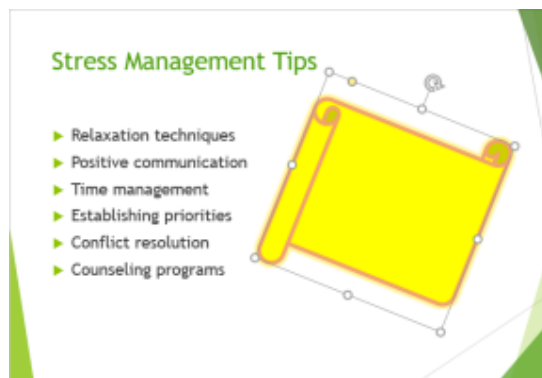 Stress Management Tips
Relaxation techniques
Positive communication
Time management
Establishing priorities
Conflict resolution
Counseling programs